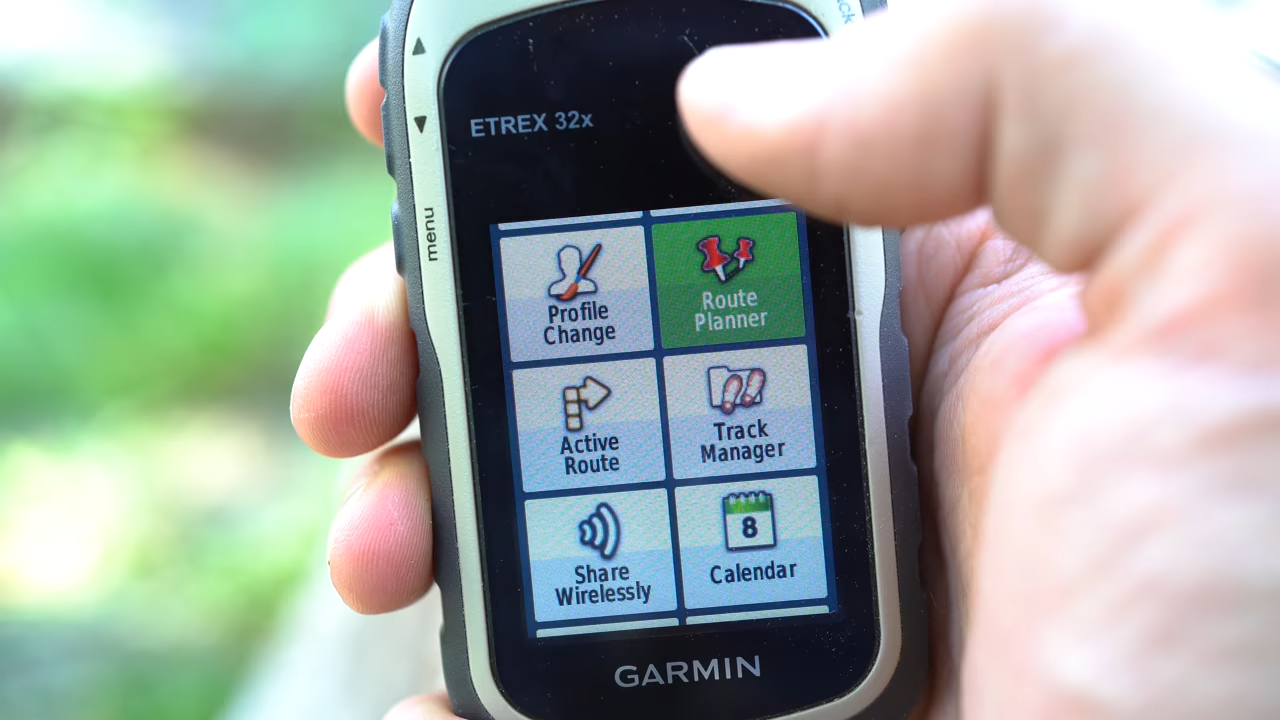 ETREX 32x
menu
Profile
Change
Route
Planner
Active
Route
Track
Manager
Share
Wirelessly
8
Calendar
GARMIN